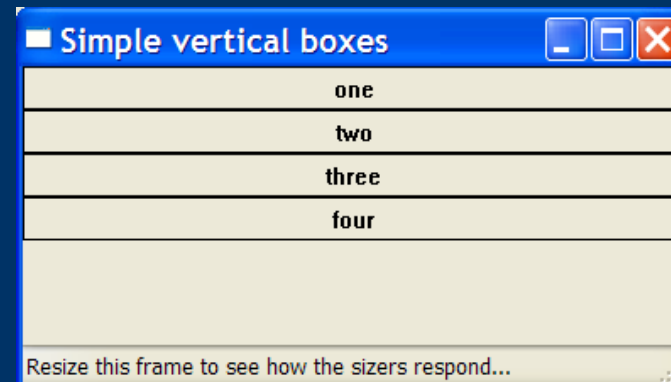 Simple vertical boxes
one
two
three
four
Resize this frame to see how the sizers respond...